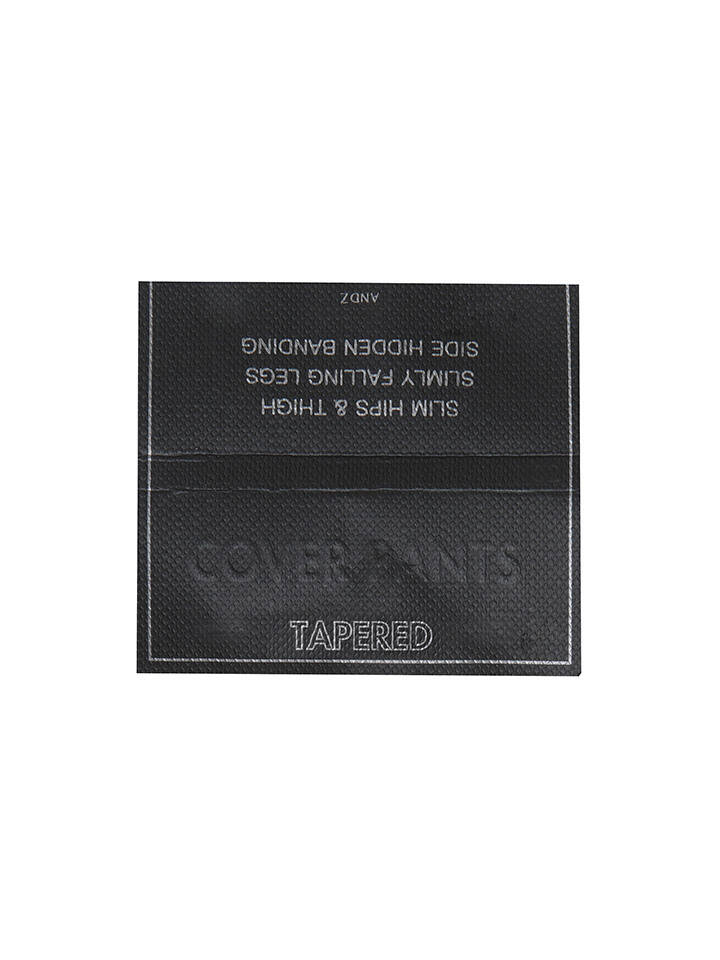 ANDZ
SIDE HIDDEN BANDING
SLIMLY FALLING LEGS
SLIM HIPS & THIGH
COVER PANTS
TAPERED